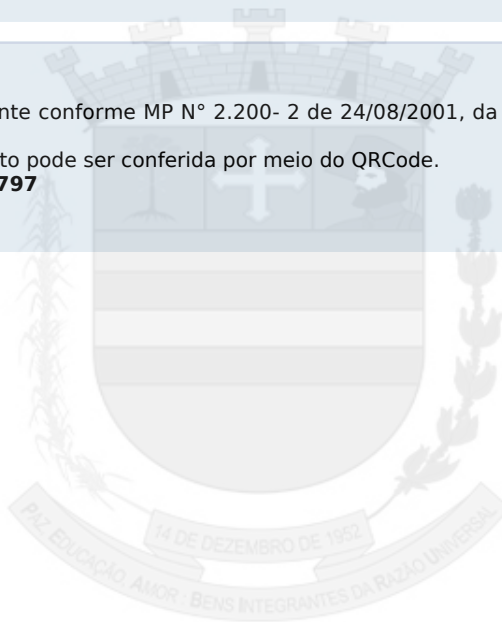 nte conforme MP N° 2.200- 2 de 24/08/2001, da
to pode ser conferida por meio do QRCode.
797
14 DE DEZEMBRO DE 1952
PAZ, EDUCAÇÃO, AMOR : BENS INTEGRANTES DA RAZÃO UNIVERSAL